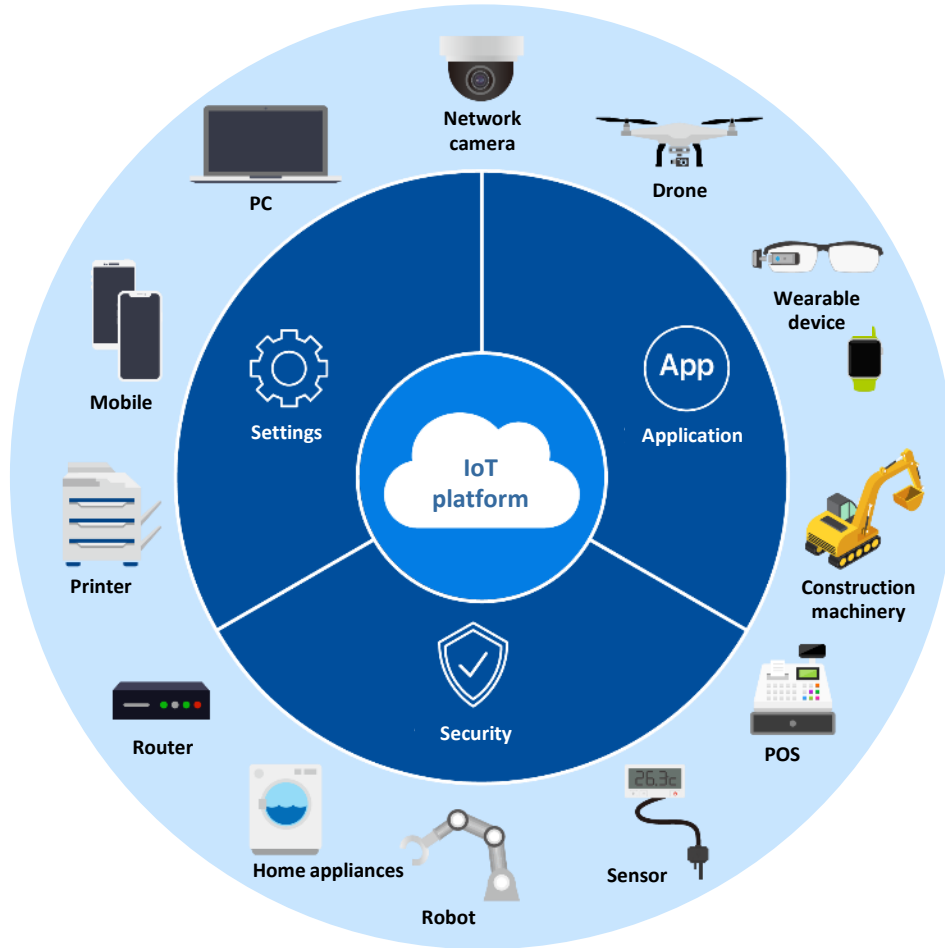 Network
camera
Drone
Wearable
device
Construction
machinery
POS
26.3c
Sensor
Robot
Home appliances
Router
Printer
Mobile
PC
Settings
App
Application
Security
IoT
platform